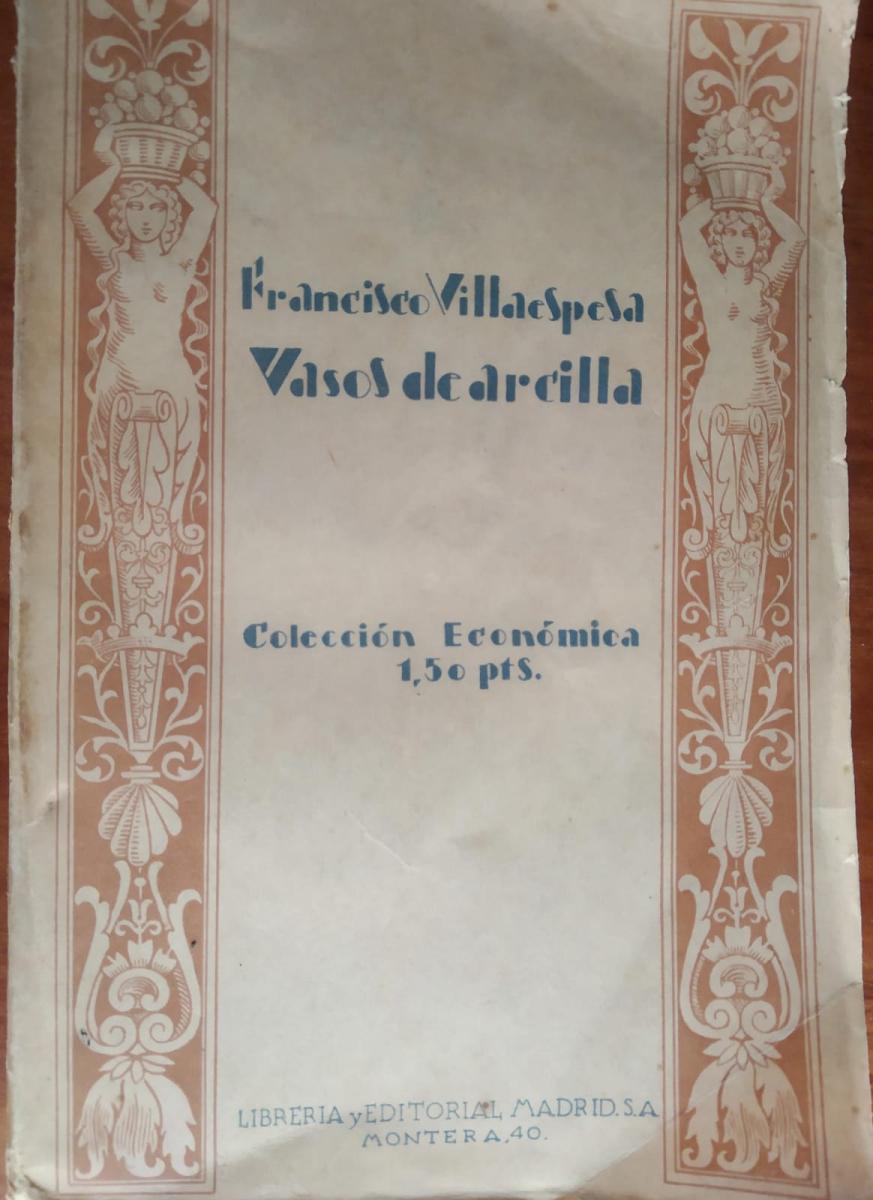 Francisco Villaespesa
Vasos de arcilla
Colección Económica
1,50 pts.
LIBRERIA y EDITORIAL MADRID. S.A
MONTERA, 40.